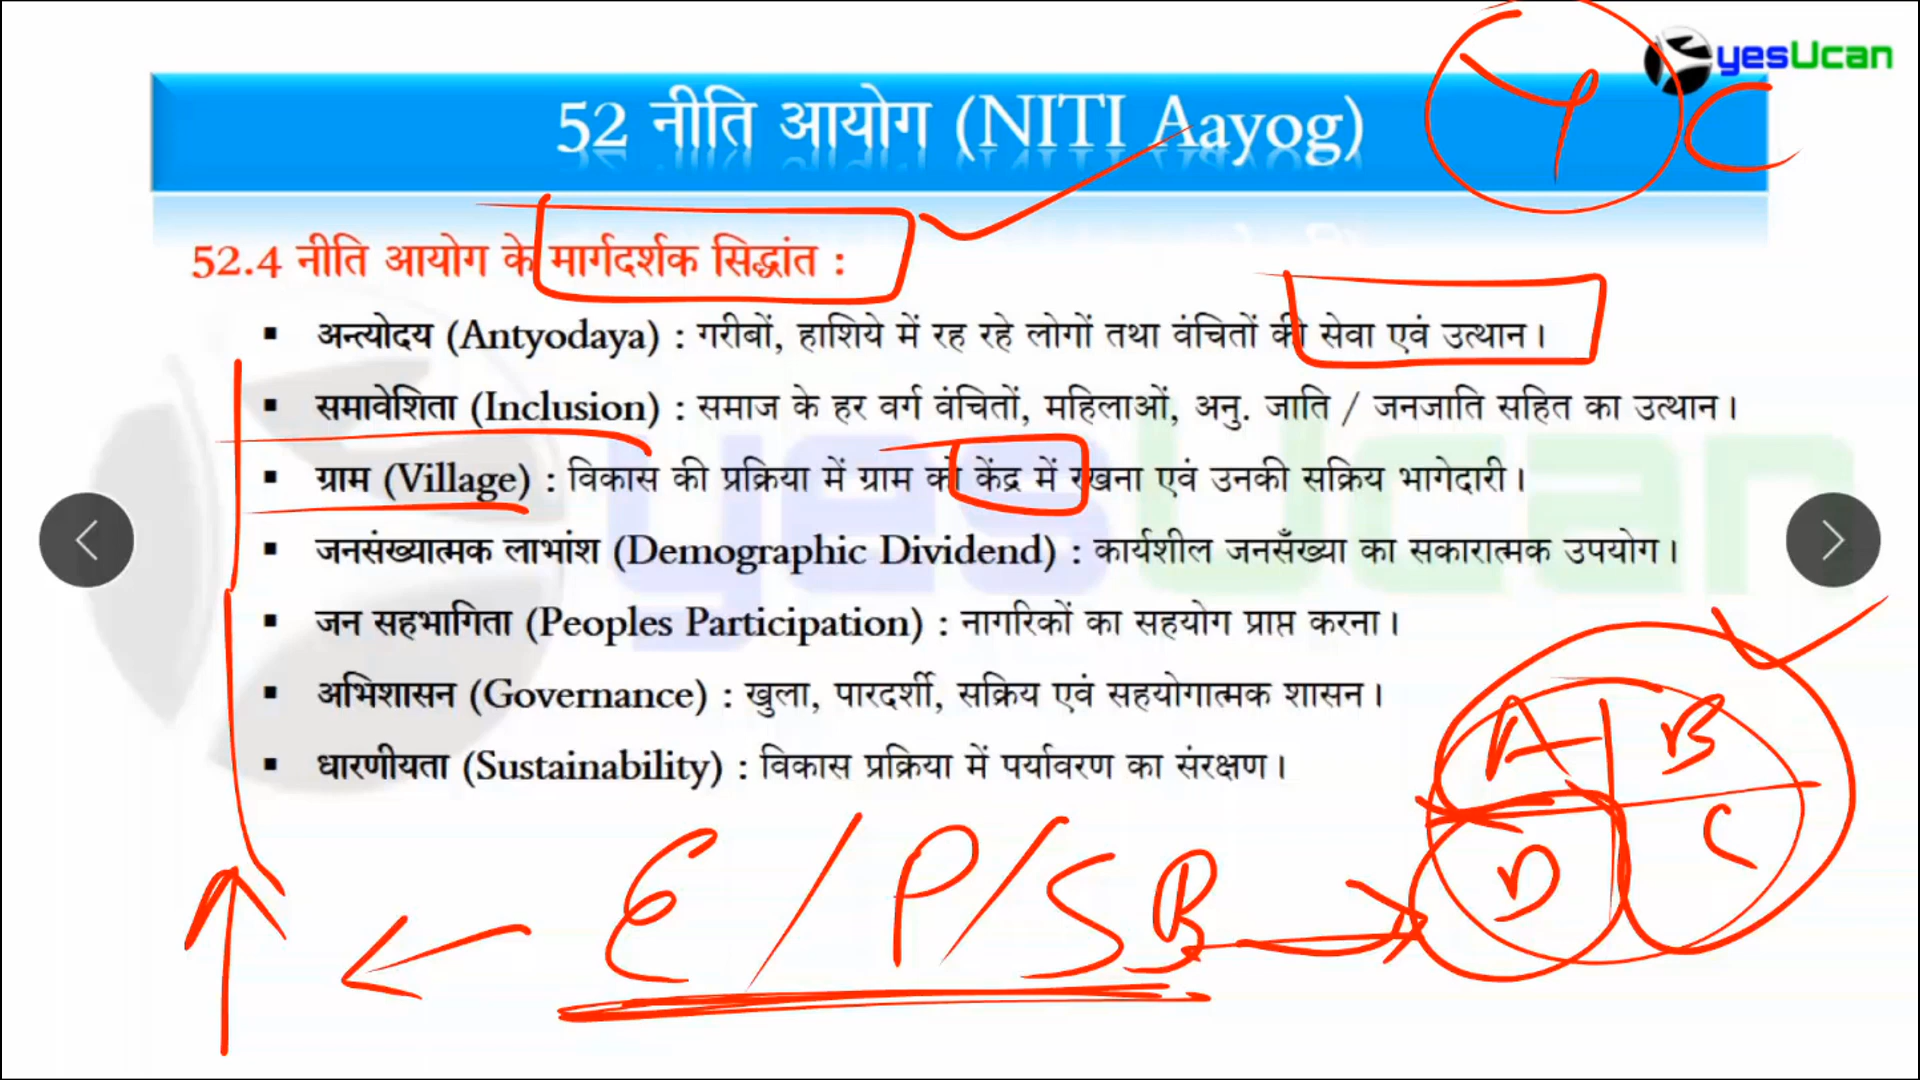 yesUcan
52 नीति आयोग (NITI Aayog)
Y C
52.4 नीति आयोग के मार्गदर्शक सिद्धांत :
▪ अन्त्योदय (Antyodaya) : गरीबों, हाशिये में रह रहे लोगों तथा वंचितों की सेवा एवं उत्थान।
▪ समावेशिता (Inclusion) : समाज के हर वर्ग वंचितों, महिलाओं, अनु. जाति / जनजाति सहित का उत्थान।
▪ ग्राम (Village) : विकास की प्रक्रिया में ग्राम को केंद्र में रखना एवं उनकी सक्रिय भागेदारी।
▪ जनसंख्यात्मक लाभांश (Demographic Dividend) : कार्यशील जनसँख्या का सकारात्मक उपयोग।
▪ जन सहभागिता (Peoples Participation) : नागरिकों का सहयोग प्राप्त करना।
▪ अभिशासन (Governance) : खुला, पारदर्शी, सक्रिय एवं सहयोगात्मक शासन।
▪ धारणीयता (Sustainability) : विकास प्रक्रिया में पर्यावरण का संरक्षण।
A B
D C
E / P / S B
yesUcan